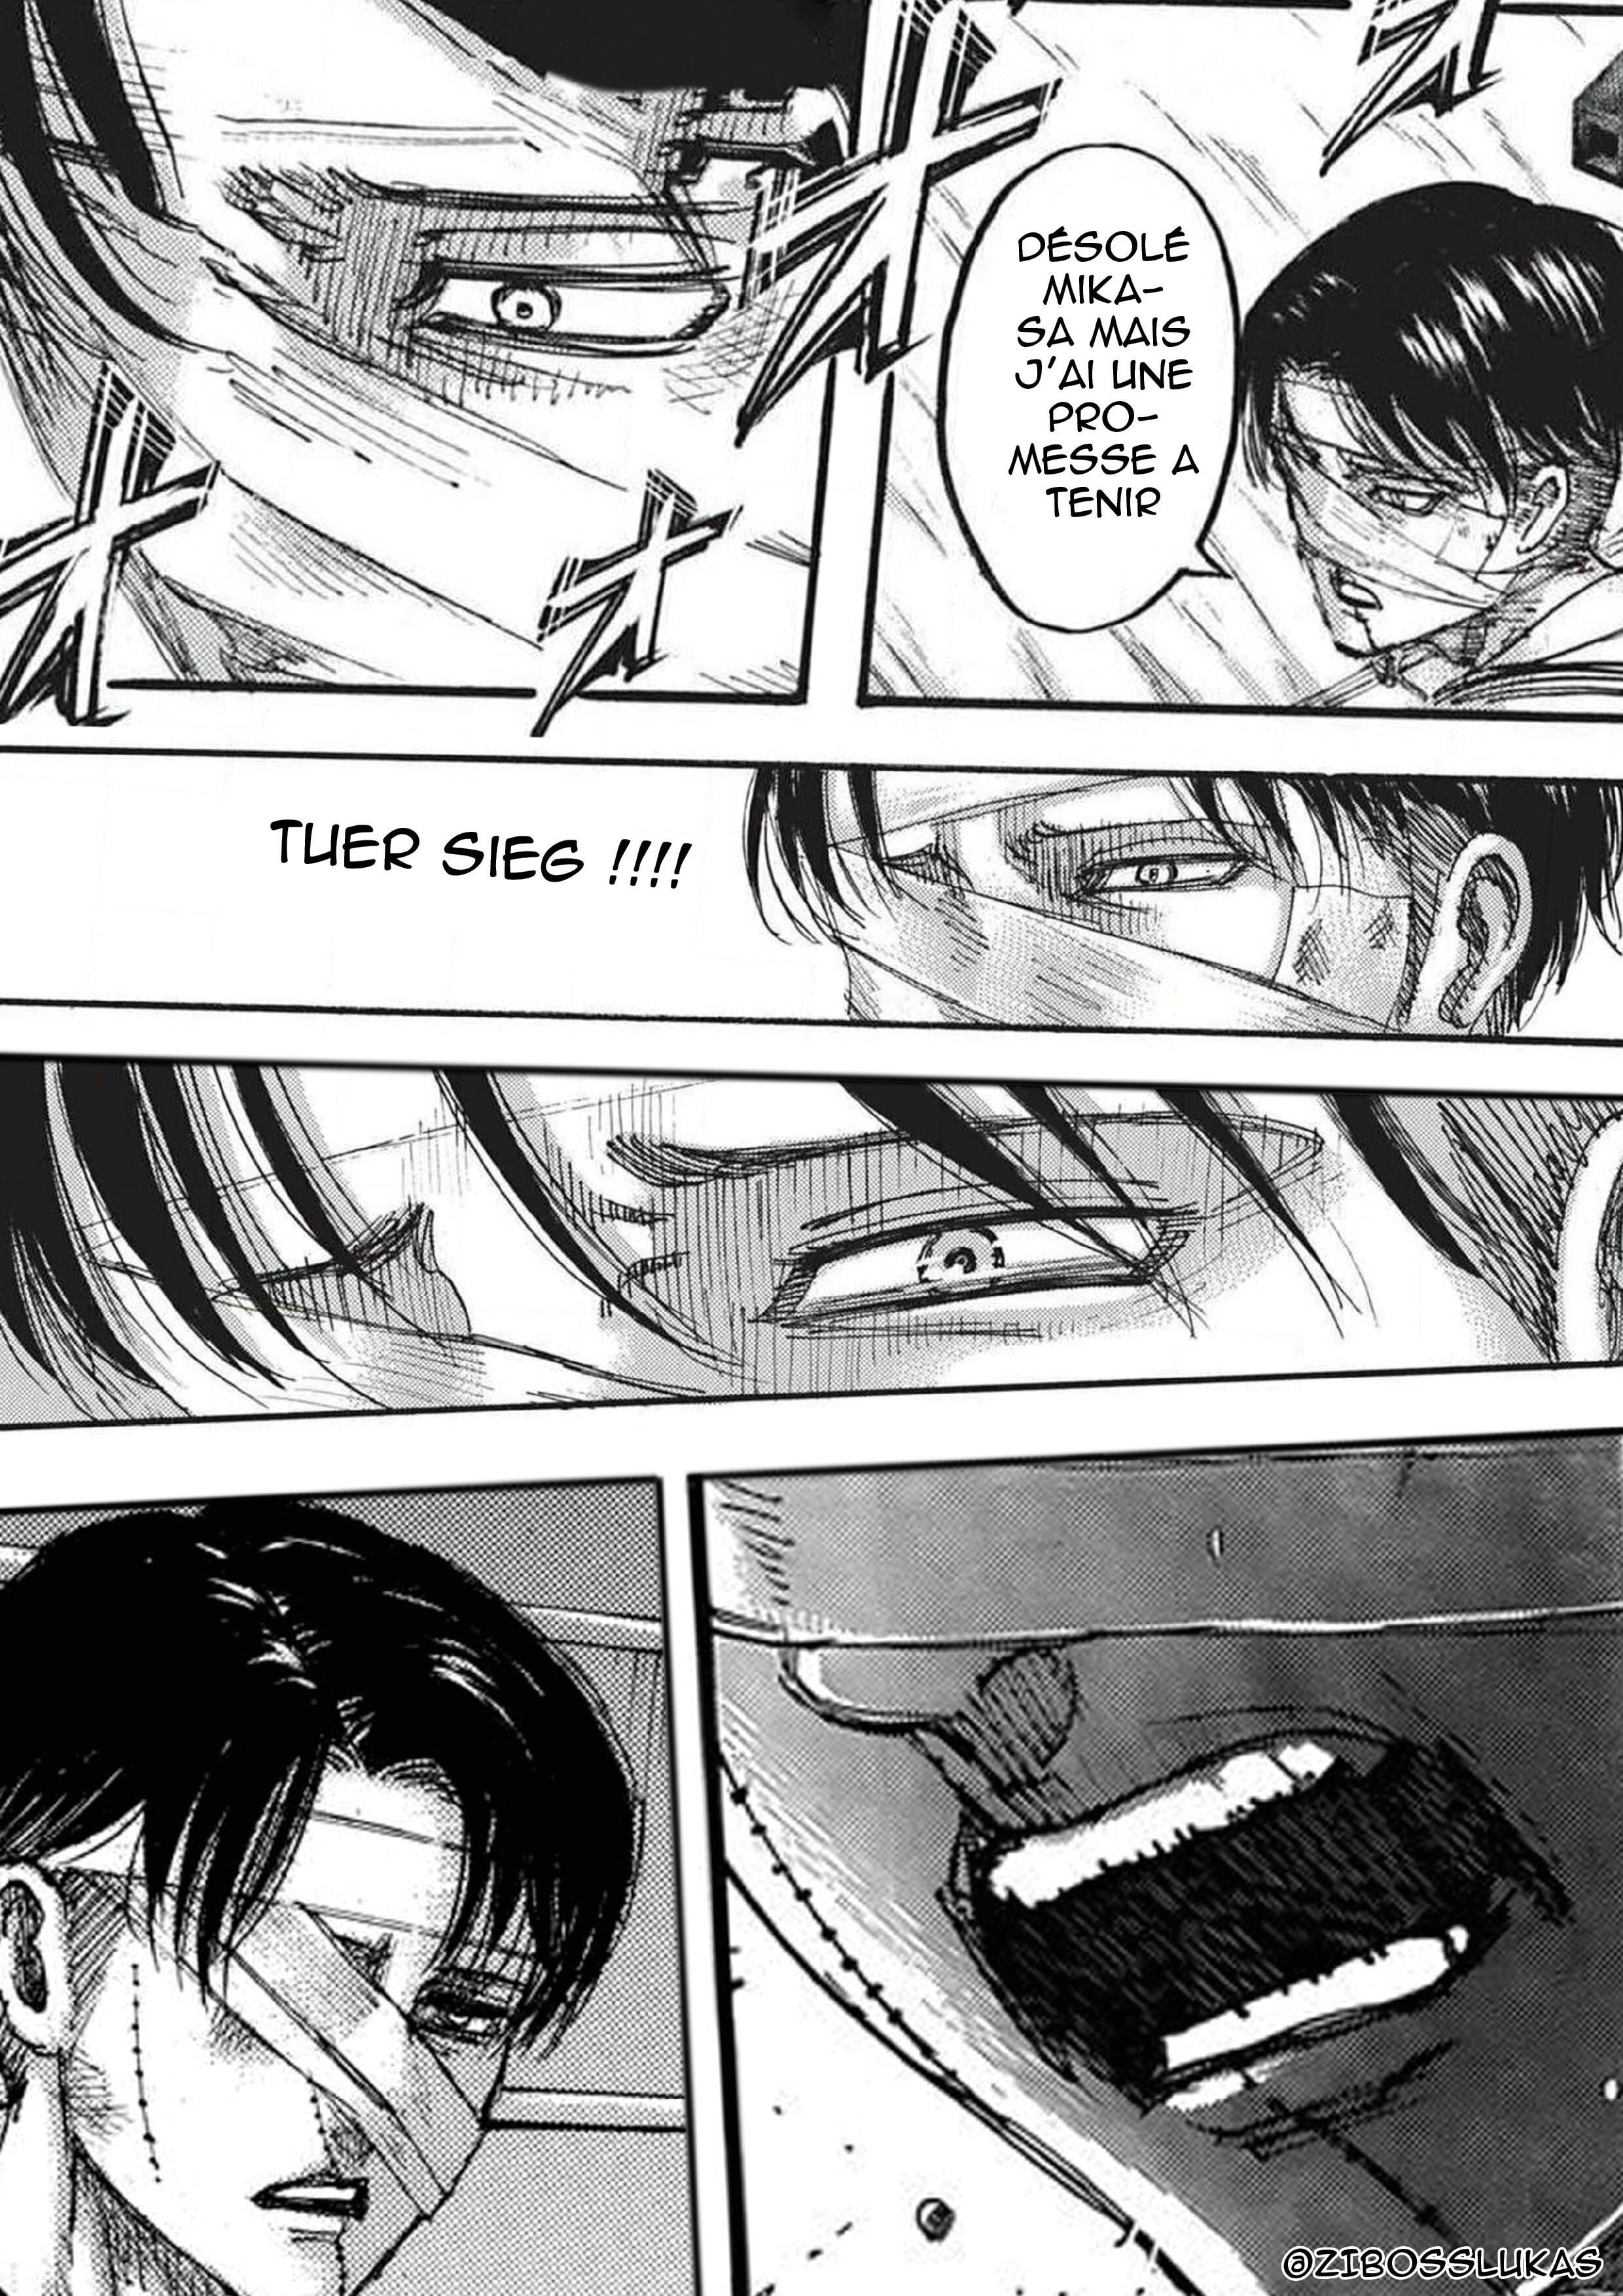 DÉSOLÉ
MIKA-
SA MAIS
J'AI UNE
PRO-
MESSE A
TENIR
TUER SIEG !!!!
@ZIBOSSLUKAS